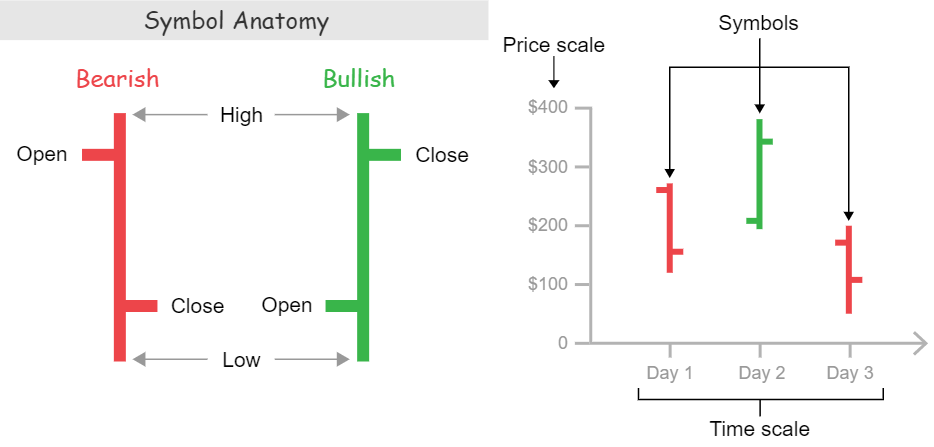 Symbol Anatomy
Bearish
Bullish
High
Open
Close
Close
Open
Low
Symbols
Price scale
$400
$300
$200
$100
0
Day 1
Day 2
Day 3
Time scale